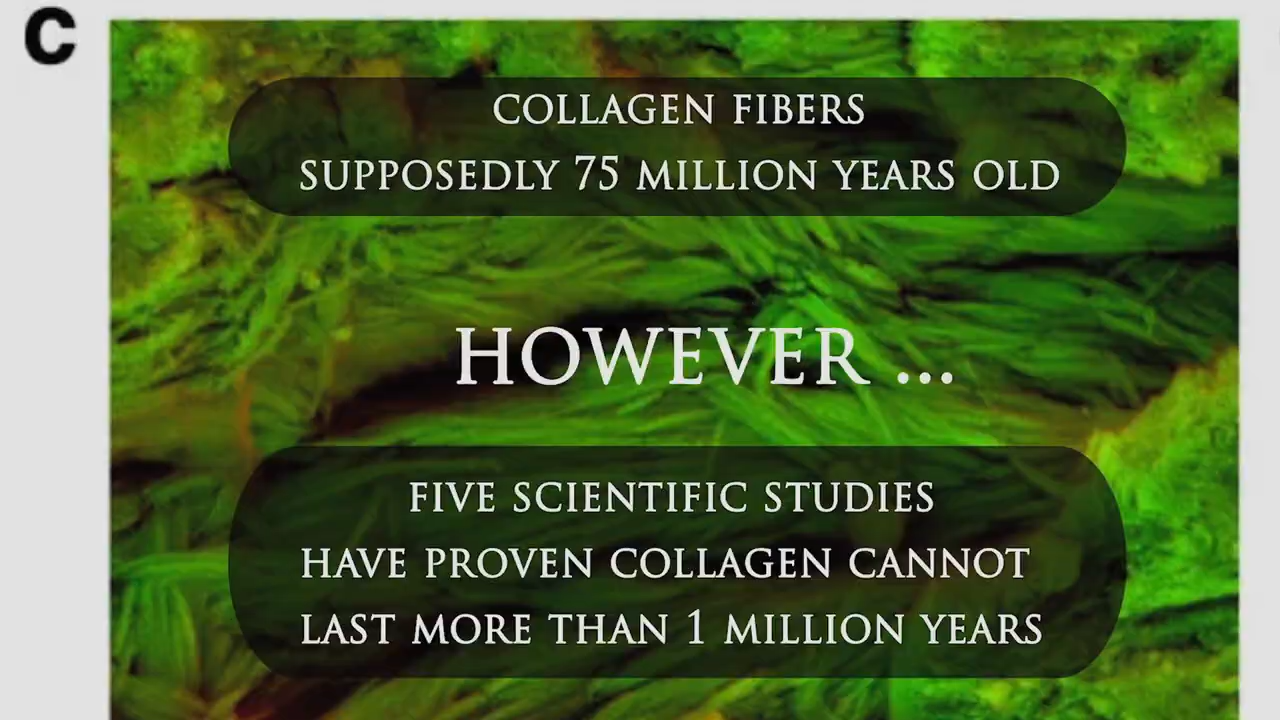 C
COLLAGEN FIBERS
SUPPOSEDLY 75 MILLION YEARS OLD
HOWEVER ...
FIVE SCIENTIFIC STUDIES
HAVE PROVEN COLLAGEN CANNOT
LAST MORE THAN 1 MILLION YEARS